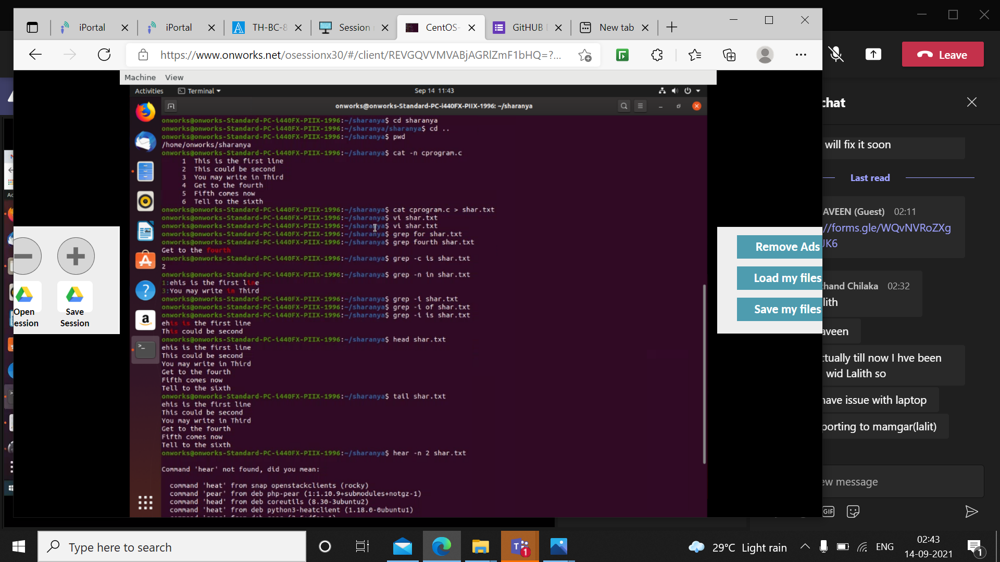 iPortal
iPortal
TH-BC-8
Session
CentOS-
GitHUB
New tab
https://www.onworks.net/osessionx30/#/client/REVGQVVMVABjAGRlZmF1bHQ=?...
Leave
Machine View
Activities Terminal Sep 14 11:43
onworks@onworks-Standard-PC-i440FX-PIIX-1996: ~/sharanya
onworks@onworks-Standard-PC-i440FX-PIIX-1996:~/sharanya$ cd sharanya
onworks@onworks-Standard-PC-i440FX-PIIX-1996:~/sharanya/sharanya$ cd ..
onworks@onworks-Standard-PC-i440FX-PIIX-1996:~/sharanya$ pwd
/home/onworks/sharanya
onworks@onworks-Standard-PC-i440FX-PIIX-1996:~/sharanya$ cat -n cprogram.c
1 This is the first line
2 This could be second
3 You may write in Third
4 Get to the fourth
5 Fifth comes now
6 Tell to the sixth
onworks@onworks-Standard-PC-i440FX-PIIX-1996:~/sharanya$ cat cprogram.c > shar.txt
onworks@onworks-Standard-PC-i440FX-PIIX-1996:~/sharanya$ vi shar.txt
onworks@onworks-Standard-PC-i440FX-PIIX-1996:~/sharanya$ vi shar.txt
onworks@onworks-Standard-PC-i440FX-PIIX-1996:~/sharanya$ grep for shar.txt
onworks@onworks-Standard-PC-i440FX-PIIX-1996:~/sharanya$ grep fourth shar.txt
Get to the fourth
onworks@onworks-Standard-PC-i440FX-PIIX-1996:~/sharanya$ grep -c is shar.txt
2
onworks@onworks-Standard-PC-i440FX-PIIX-1996:~/sharanya$ grep -n in shar.txt
1:ehis is the first line
3:You may write in Third
onworks@onworks-Standard-PC-i440FX-PIIX-1996:~/sharanya$ grep -i shar.txt
onworks@onworks-Standard-PC-i440FX-PIIX-1996:~/sharanya$ grep -i of shar.txt
onworks@onworks-Standard-PC-i440FX-PIIX-1996:~/sharanya$ grep -i is shar.txt
ehis is the first line
This could be second
onworks@onworks-Standard-PC-i440FX-PIIX-1996:~/sharanya$ head shar.txt
ehis is the first line
This could be second
You may write in Third
Get to the fourth
Fifth comes now
Tell to the sixth
onworks@onworks-Standard-PC-i440FX-PIIX-1996:~/sharanya$ tail shar.txt
ehis is the first line
This could be second
You may write in Third
Get to the fourth
Fifth comes now
Tell to the sixth
onworks@onworks-Standard-PC-i440FX-PIIX-1996:~/sharanya$ hear -n 2 shar.txt
Command 'hear' not found, did you mean:
command 'heat' from snap openstackclients (rocky)
command 'pear' from deb php-pear (1:1.10.9+submodules+notgz-1)
command 'head' from deb coreutils (8.30-3ubuntu2)
command 'heat' from deb python3-heatclient (1.18.0-0ubuntu1)
Open
ession
Save
Session
Remove Ads
Load my files
Save my files
chat
will fix it soon
Last read
AVEEN (Guest) 02:11
//forms.gle/WQvNVRoZXg
JK6
hand Chilaka 02:32
lith
aveen
ctually till now I hve been
wid Lalith so
have issue with laptop
porting to mamgar(lalit)
ew message
GIF
Type here to search
29°C Light rain
ENG
02:43
14-09-2021
1
1